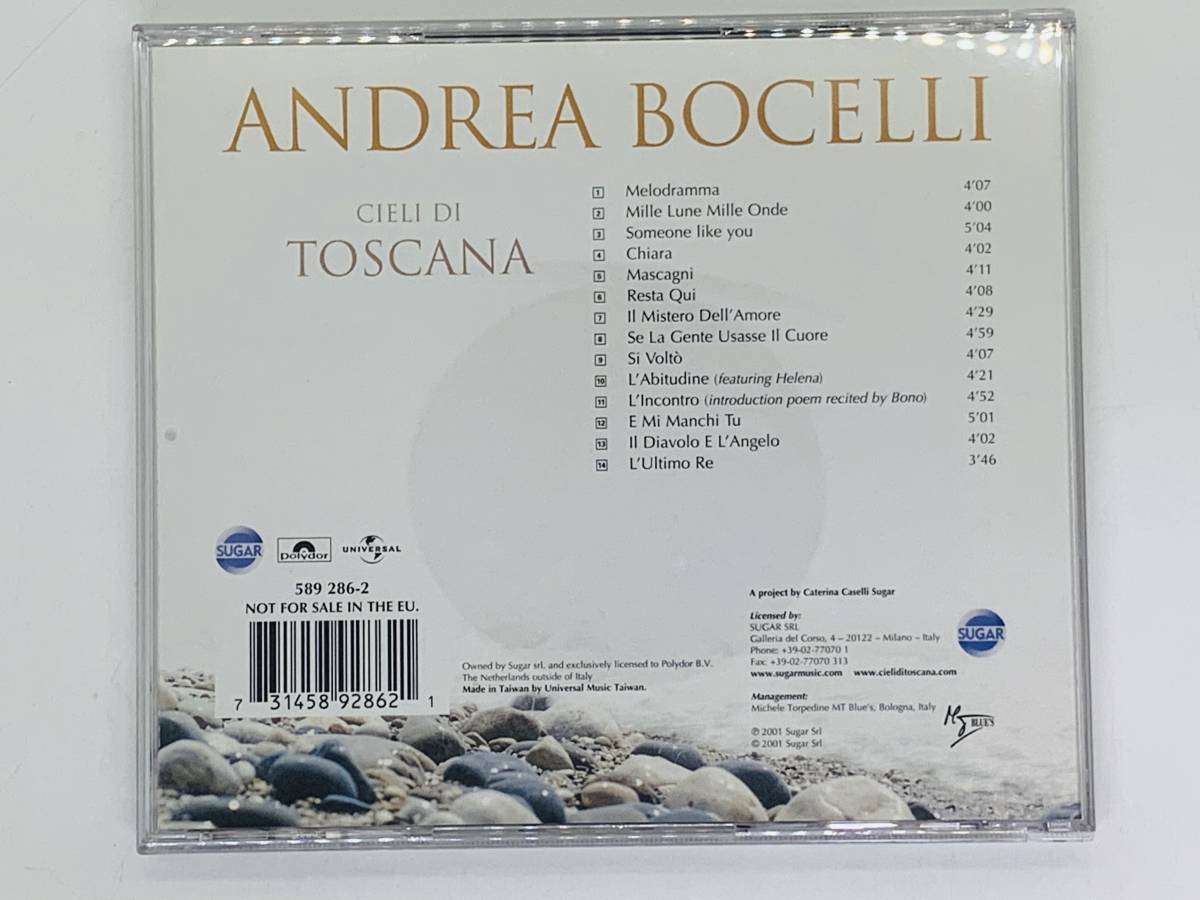 ANDREA BOCELLI
CIELI DI
TOSCANA
1 Melodramma 4'07
2 Mille Lune Mille Onde 4'00
3 Someone like you 5'04
4 Chiara 4'02
5 Mascagni 4'11
6 Resta Qui 4'08
7 Il Mistero Dell'Amore 4'29
8 Se La Gente Usasse Il Cuore 4'59
9 Si Voltò 4'07
10 L'Abitudine (featuring Helena) 4'21
11 L'Incontro (introduction poem recited by Bono) 4'52
12 E Mi Manchi Tu 5'01
13 Il Diavolo E L'Angelo 4'02
14 L'Ultimo Re 3'46
SUGAR Polydor UNIVERSAL
589 286-2
NOT FOR SALE IN THE EU.
7 31458 92862 1
Owned by Sugar srl. and exclusively licensed to Polydor B.V.
The Netherlands outside of Italy
Made in Taiwan by Universal Music Taiwan.
A project by Caterina Caselli Sugar
Licensed by:
SUGAR SRL
Galleria del Corso, 4 – 20122 – Milano – Italy
Phone: +39-02-77070 1
Fax: +39-02-77070 313
www.sugarmusic.com www.cieliditoscana.com
SUGAR
Management:
Michele Torpedine MT Blue's, Bologna, Italy
BLUE'S
℗ 2001 Sugar Srl
© 2001 Sugar Srl